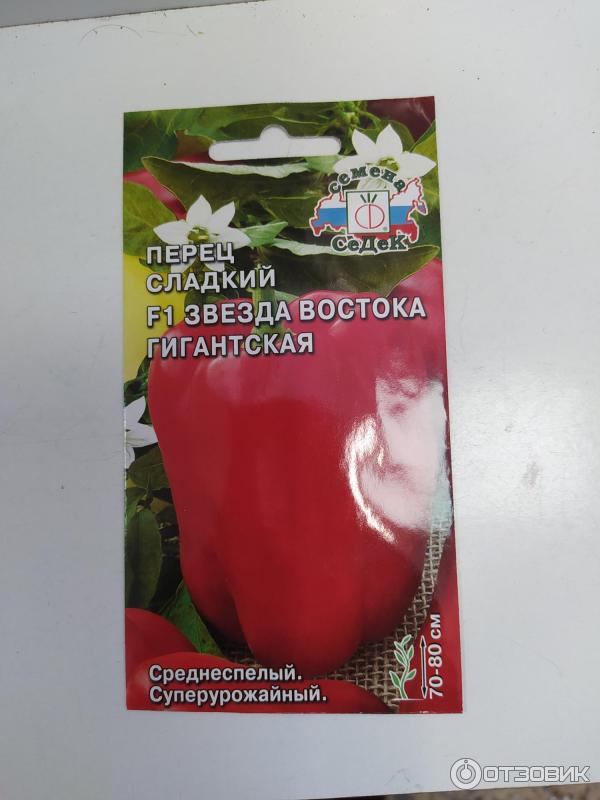 семена
СеДеК
ПЕРЕЦ
СЛАДКИЙ
F1 ЗВЕЗДА ВОСТОКА
ГИГАНТСКАЯ
Среднеспелый.
Суперурожайный.
70-80 см
ОТЗОВИК